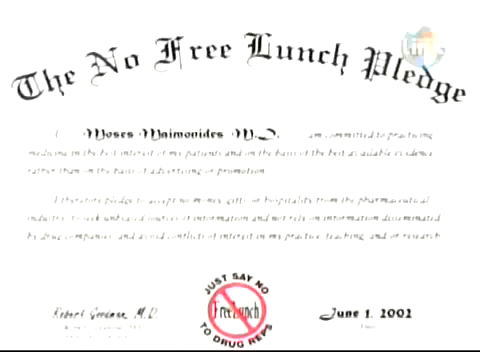 The No Free Lunch Pledge
I Moses Maimonides M.D. am committed to practicing
medicine in the best interest of my patients and on the basis of the best available evidence
rather than on the basis of advertising or promotion
I therefore pledge to accept no money, gifts or hospitality from the pharmaceutical
industry, to seek unbiased sources of information and not rely on information disseminated
by drug companies, and avoid conflicts of interest in my practice, teaching, and or research
JUST SAY NO
Free Lunch
TO DRUG REPS
Robert Goodman M.D.
June 1, 2002